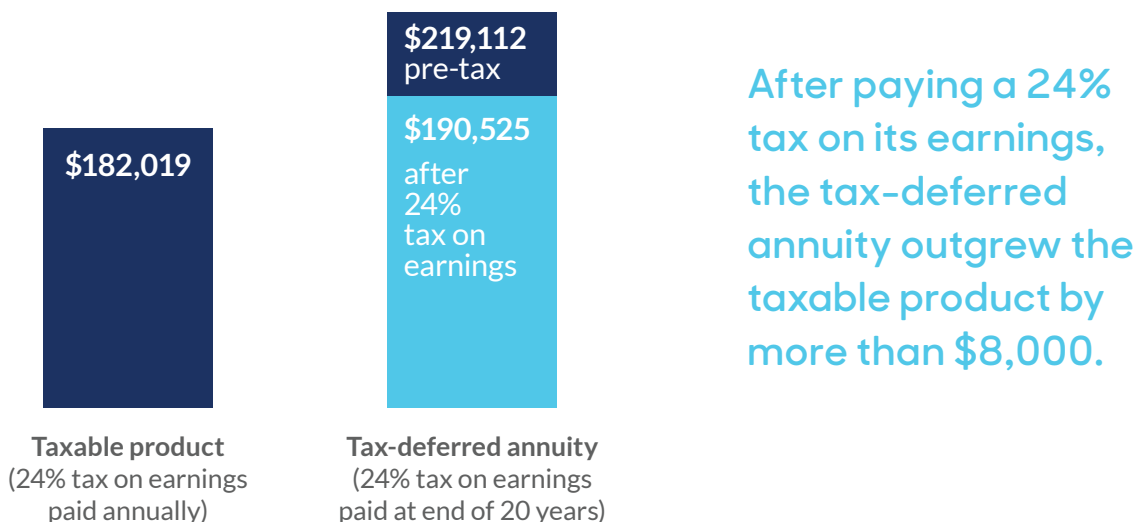 $182,019
Taxable product
(24% tax on earnings
paid annually)
$219,112
pre-tax
$190,525
after
24%
tax on
earnings
Tax-deferred annuity
(24% tax on earnings
paid at end of 20 years)
After paying a 24%
tax on its earnings,
the tax-deferred
annuity outgrew the
taxable product by
more than $8,000.